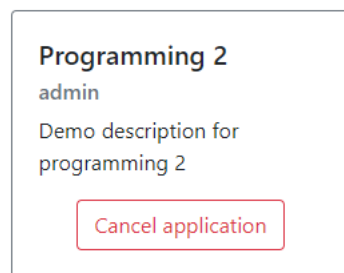 Programming 2
admin
Demo description for
programming 2
Cancel application